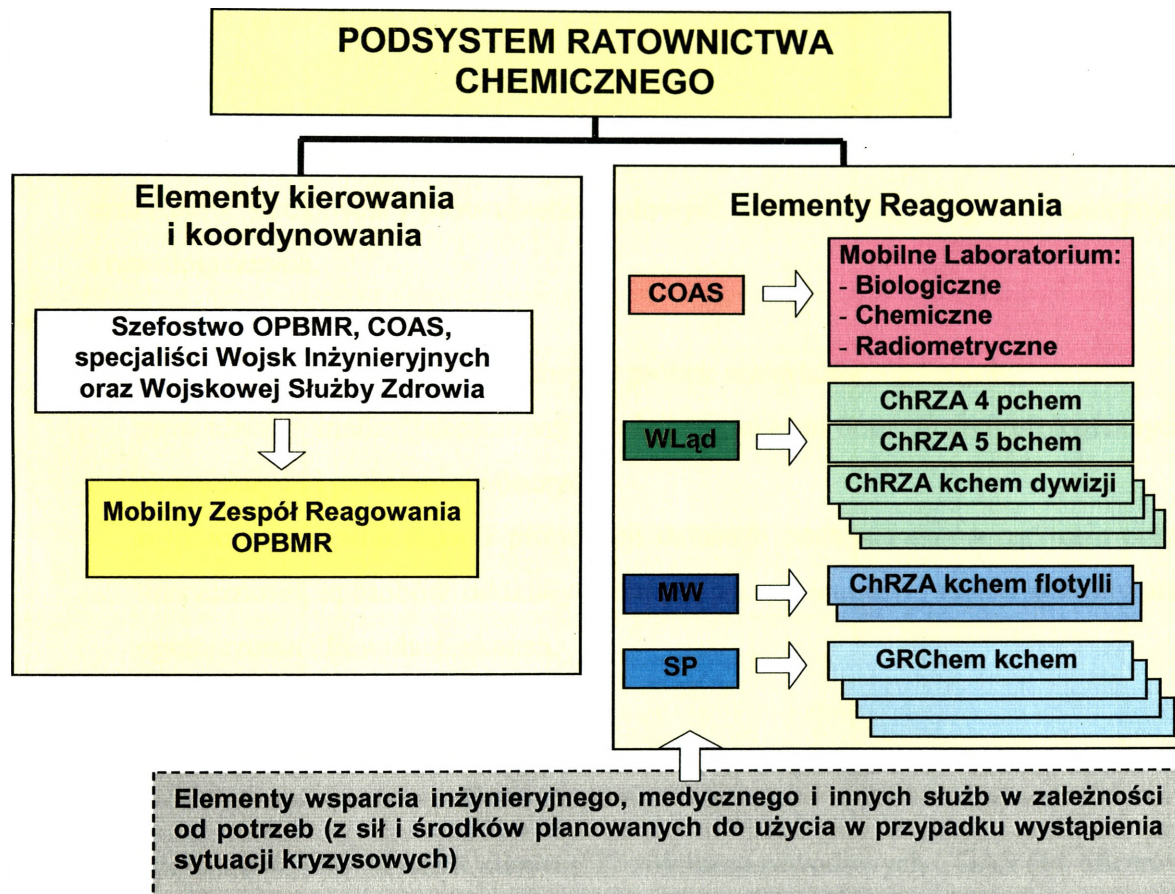 PODSYSTEM RATOWNICTWA
CHEMICZNEGO
Elementy kierowania
i koordynowania
Szefostwo OPBMR, COAS,
specjaliści Wojsk Inżynieryjnych
oraz Wojskowej Służby Zdrowia
Mobilny Zespół Reagowania
OPBMR
Elementy Reagowania
COAS
Mobilne Laboratorium:
- Biologiczne
- Chemiczne
- Radiometryczne
WLąd
ChRZA 4 pchem
ChRZA 5 bchem
ChRZA kchem dywizji
MW
ChRZA kchem flotylli
SP
GRChem kchem
Elementy wsparcia inżynieryjnego, medycznego i innych służb w zależności
od potrzeb (z sił i środków planowanych do użycia w przypadku wystąpienia
sytuacji kryzysowych)